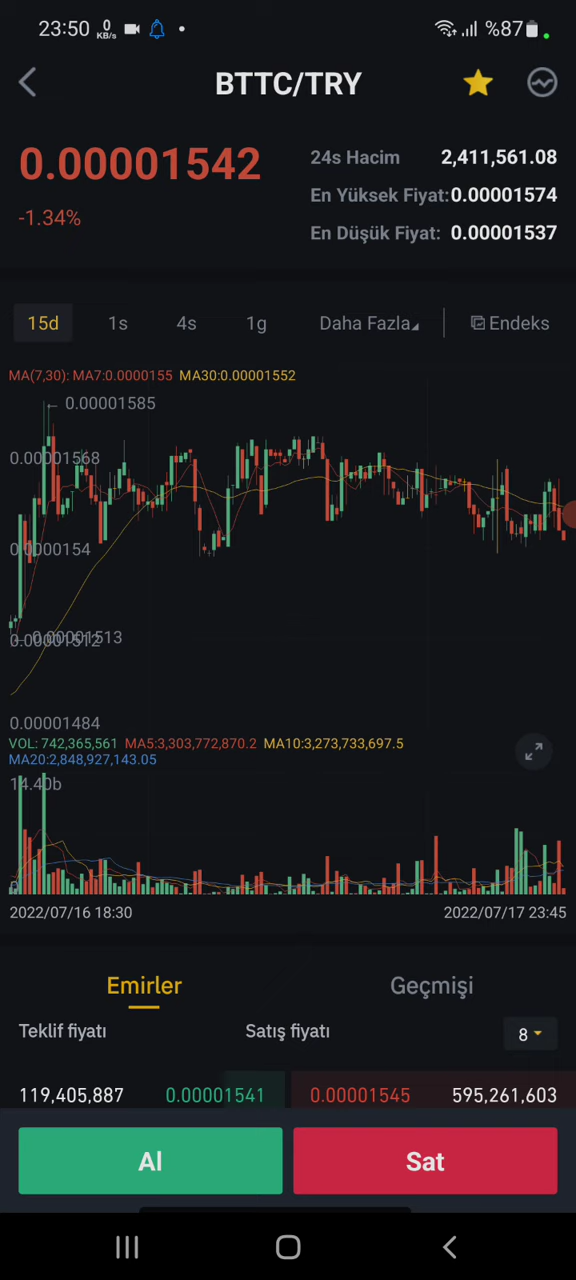 23:50 0 KB/s %87
BTTC/TRY
0.00001542
-1.34%
24s Hacim 2,411,561.08
En Yüksek Fiyat: 0.00001574
En Düşük Fiyat: 0.00001537
15d 1s 4s 1g Daha Fazla Endeks
MA(7,30): MA7:0.0000155 MA30:0.00001552
0.00001585
0.00001568
0.0000154
0.00001513
0.00001512
0.00001484
VOL: 742,365,561 MA5:3,303,772,870.2 MA10:3,273,733,697.5
MA20:2,848,927,143.05
14.40b
0
2022/07/16 18:30 2022/07/17 23:45
Emirler Geçmişi
Teklif fiyatı Satış fiyatı 8
119,405,887 0.00001541 0.00001545 595,261,603
Al Sat